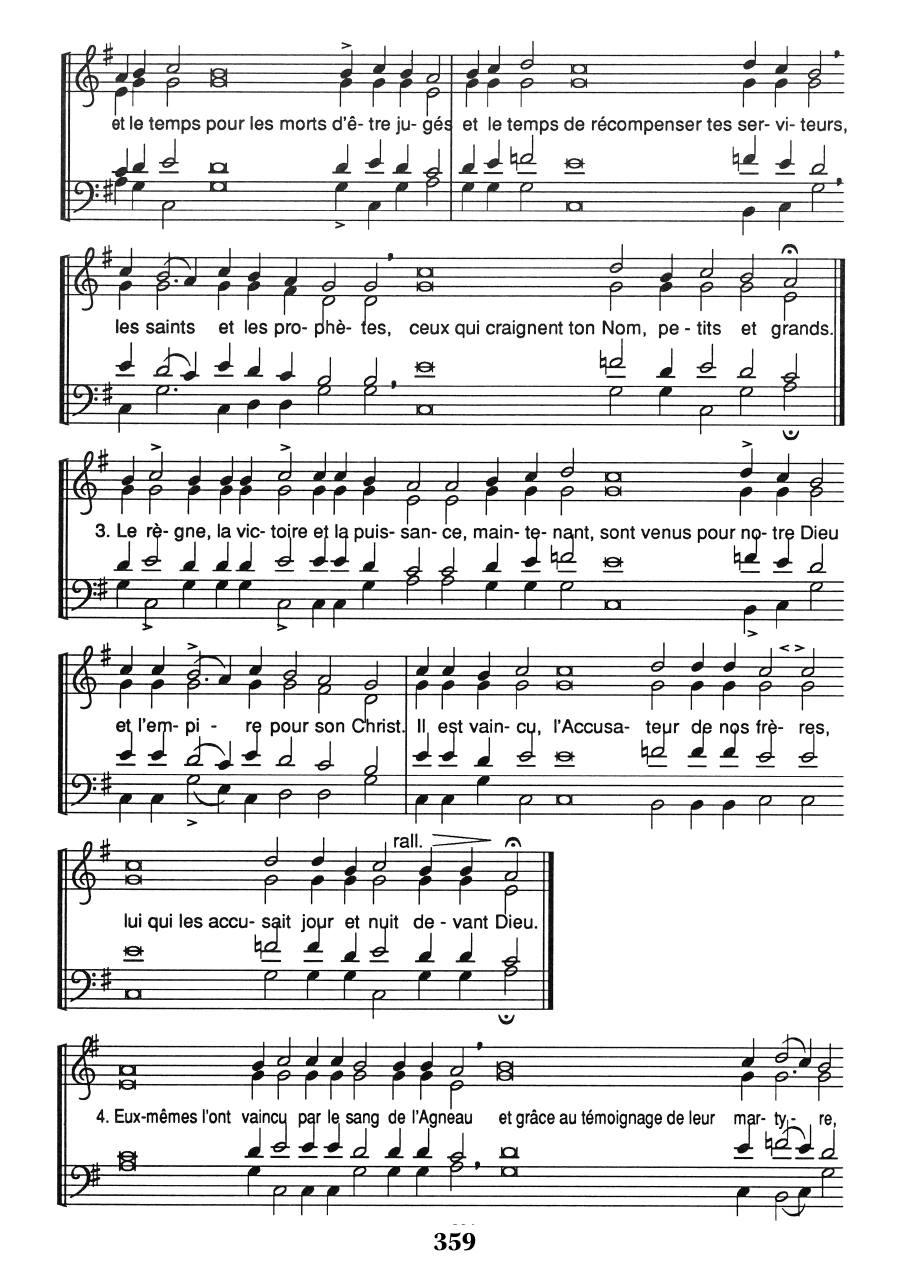 et le temps pour les morts d'ê- tre ju- gés et le temps de récompenser tes ser- vi- teurs,
les saints et les pro- phè- tes, ceux qui craignent ton Nom, pe - tits et grands.
3. Le rè- gne, la vic- toire et la puis- san- ce, main- te- nant, sont venus pour no- tre Dieu
et l'em- pi - re pour son Christ. Il est vain- cu, l'Accusa- teur de nos frè- res,
rall.
lui qui les accu- sait jour et nuit de - vant Dieu.
4. Eux-mêmes l'ont vaincu par le sang de l'Agneau et grâce au témoignage de leur mar- ty- re,
359